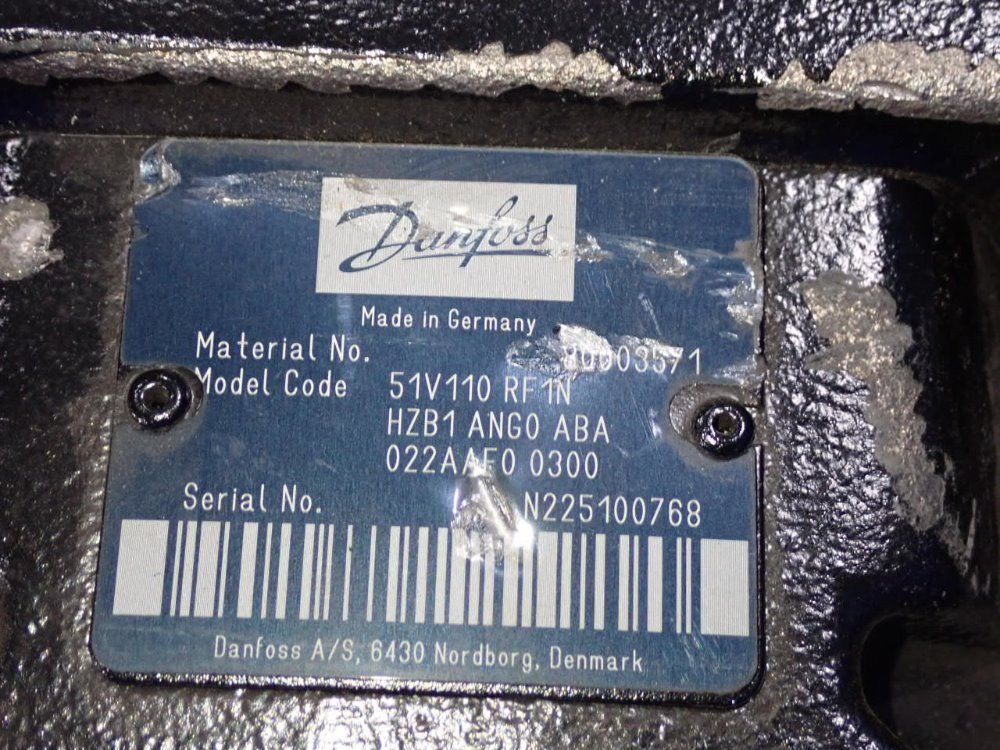 Danfoss
Made in Germany
Material No. 80003571
Model Code 51V110 RF1N
HZB1 ANG0 ABA
022AAF0 0300
Serial No. N225100768
Danfoss A/S, 6430 Nordborg, Denmark